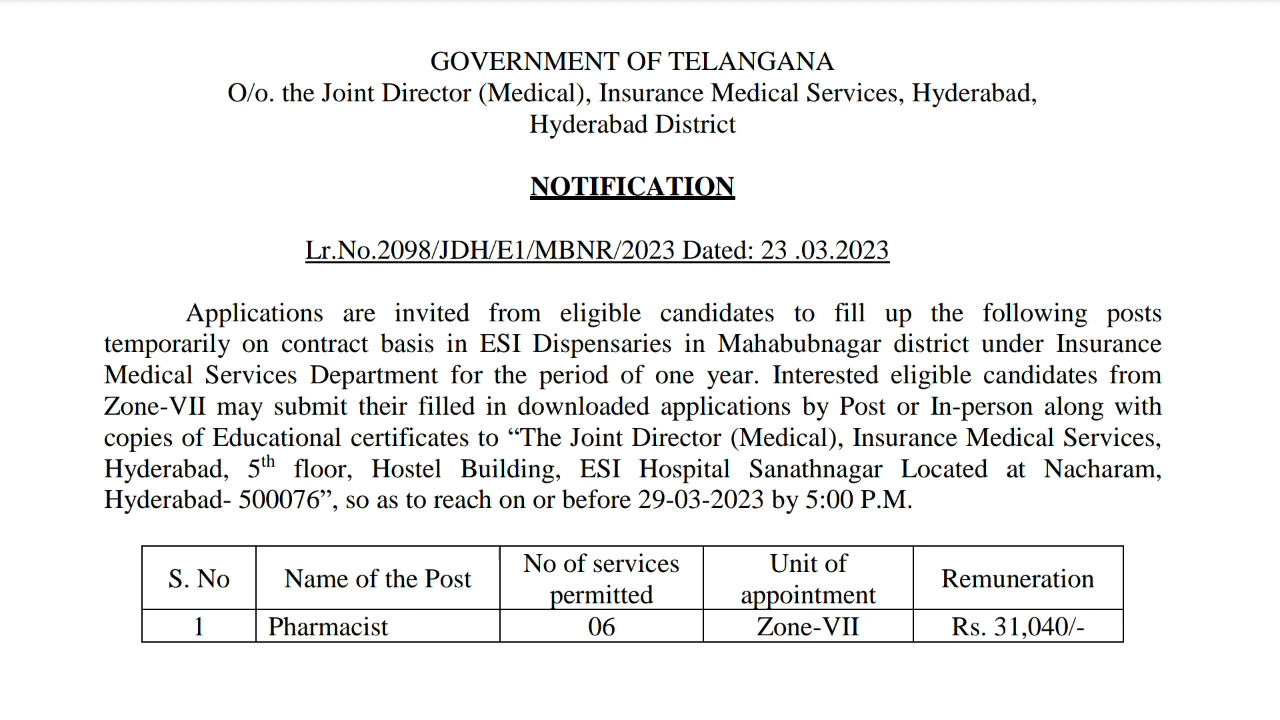 GOVERNMENT OF TELANGANA
O/o. the Joint Director (Medical), Insurance Medical Services, Hyderabad,
Hyderabad District
NOTIFICATION
Lr.No.2098/JDH/E1/MBNR/2023 Dated: 23 .03.2023
Applications are invited from eligible candidates to fill up the following posts
temporarily on contract basis in ESI Dispensaries in Mahabubnagar district under Insurance
Medical Services Department for the period of one year. Interested eligible candidates from
Zone-VII may submit their filled in downloaded applications by Post or In-person along with
copies of Educational certificates to “The Joint Director (Medical), Insurance Medical Services,
Hyderabad, 5th floor, Hostel Building, ESI Hospital Sanathnagar Located at Nacharam,
Hyderabad- 500076”, so as to reach on or before 29-03-2023 by 5:00 P.M.
S. No Name of the Post No of services permitted Unit of appointment Remuneration
1 Pharmacist 06 Zone-VII Rs. 31,040/-